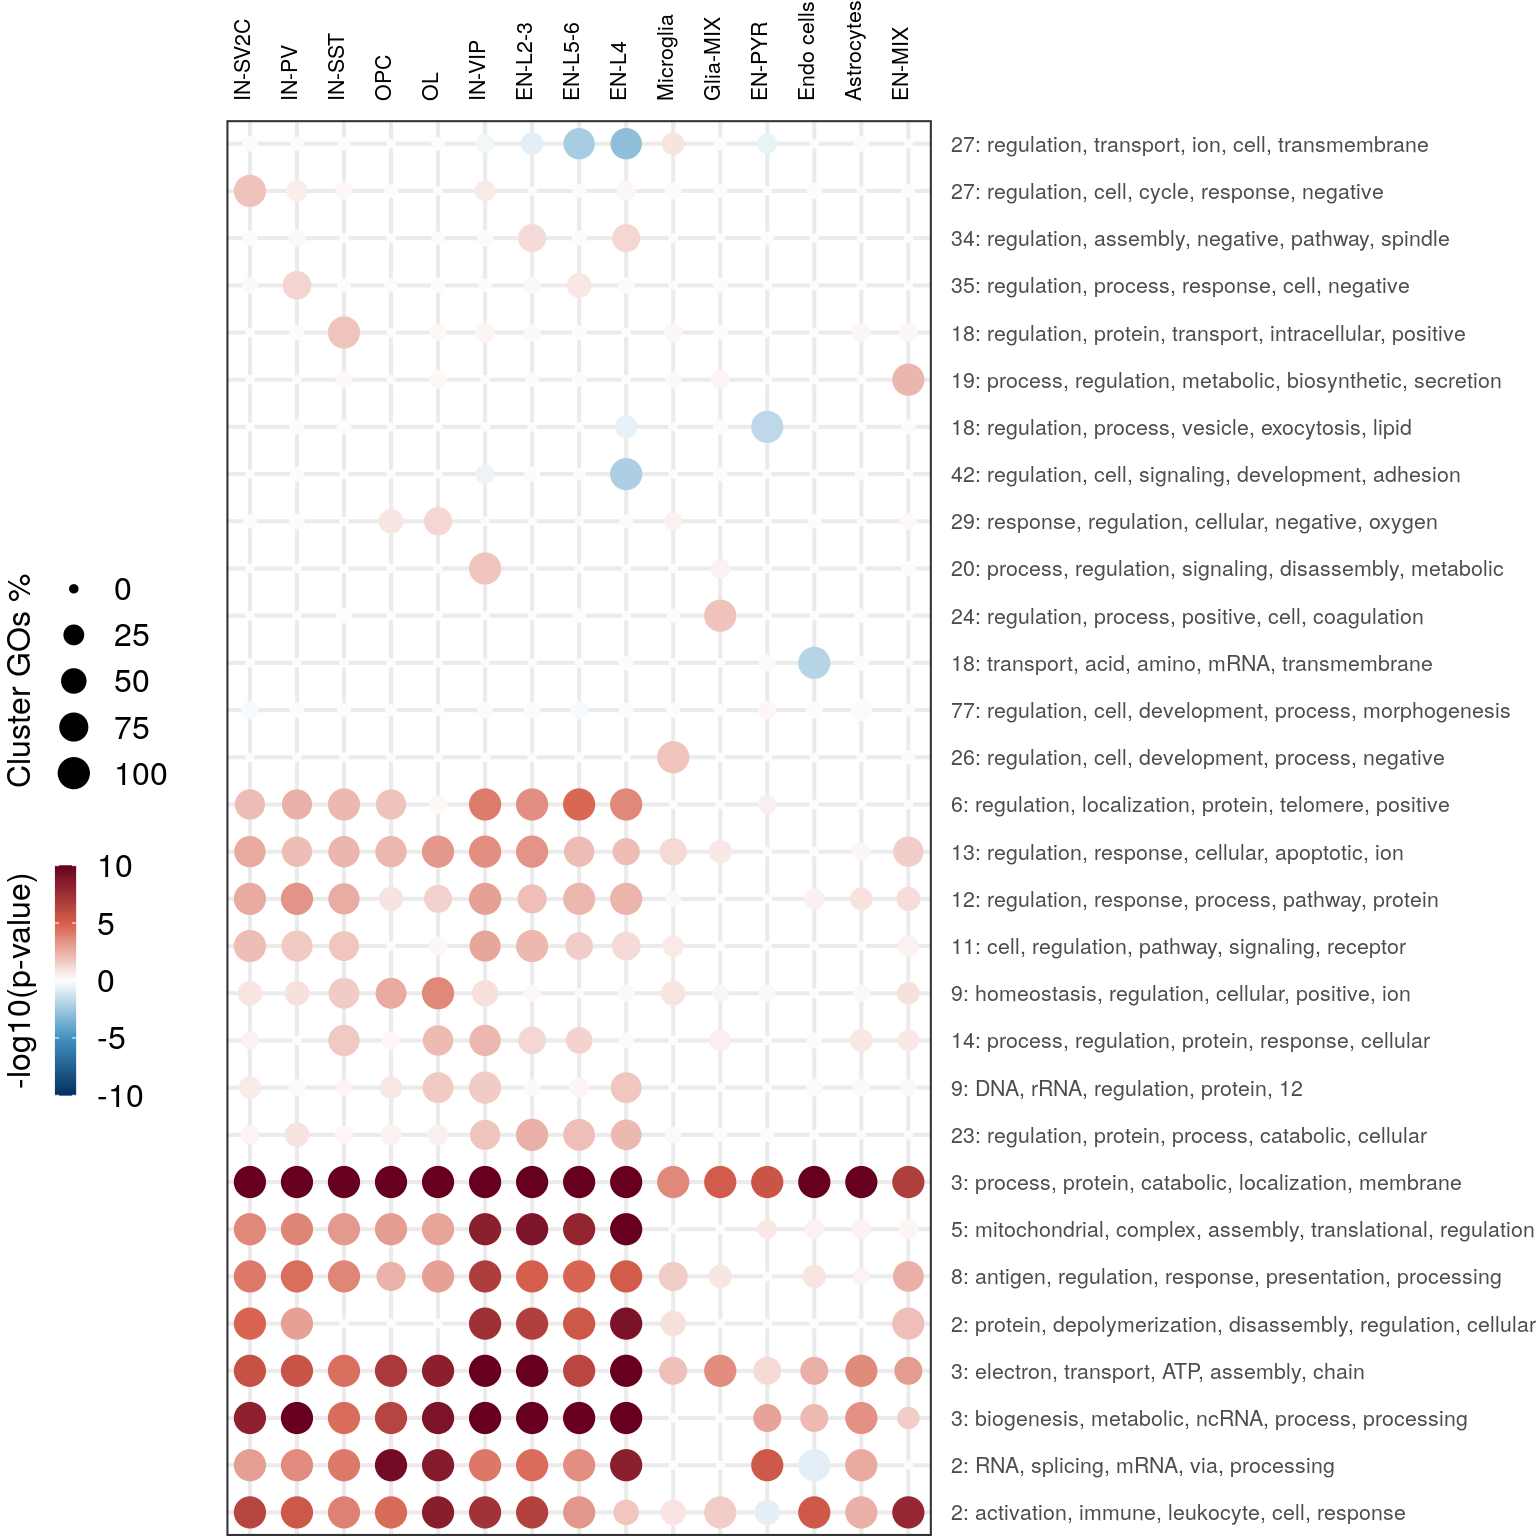 IN-SV2C
IN-PV
IN-SST
OPC
OL
IN-VIP
EN-L2-3
EN-L5-6
EN-L4
Microglia
Glia-MIX
EN-PYR
Endo cells
Astrocytes
EN-MIX
27: regulation, transport, ion, cell, transmembrane
27: regulation, cell, cycle, response, negative
34: regulation, assembly, negative, pathway, spindle
35: regulation, process, response, cell, negative
18: regulation, protein, transport, intracellular, positive
19: process, regulation, metabolic, biosynthetic, secretion
18: regulation, process, vesicle, exocytosis, lipid
42: regulation, cell, signaling, development, adhesion
29: response, regulation, cellular, negative, oxygen
20: process, regulation, signaling, disassembly, metabolic
24: regulation, process, positive, cell, coagulation
18: transport, acid, amino, mRNA, transmembrane
77: regulation, cell, development, process, morphogenesis
26: regulation, cell, development, process, negative
6: regulation, localization, protein, telomere, positive
13: regulation, response, cellular, apoptotic, ion
12: regulation, response, process, pathway, protein
11: cell, regulation, pathway, signaling, receptor
9: homeostasis, regulation, cellular, positive, ion
14: process, regulation, protein, response, cellular
9: DNA, rRNA, regulation, protein, 12
23: regulation, protein, process, catabolic, cellular
3: process, protein, catabolic, localization, membrane
5: mitochondrial, complex, assembly, translational, regulation
8: antigen, regulation, response, presentation, processing
2: protein, depolymerization, disassembly, regulation, cellular
3: electron, transport, ATP, assembly, chain
3: biogenesis, metabolic, ncRNA, process, processing
2: RNA, splicing, mRNA, via, processing
2: activation, immune, leukocyte, cell, response
Cluster GOs %
0
25
50
75
100
-log10(p-value)
10
5
0
-5
-10